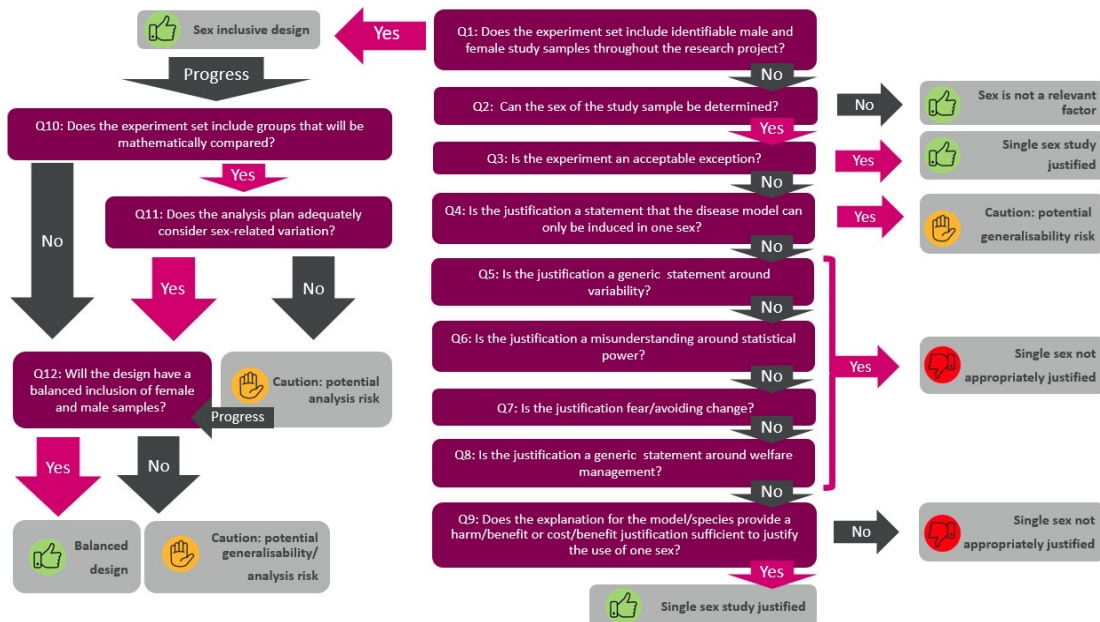 Sex inclusive design
Yes
Q1: Does the experiment set include identifiable male and
female study samples throughout the research project?
Progress
No
Q2:  Can the sex of the study sample be determined?
No
Sex is not a relevant
factor
Yes
Q10: Does the experiment set include groups that will be
mathematically compared?
Q3: Is the experiment an acceptable exception?
Yes
Single sex study
justified
Yes
No
Q11: Does the analysis plan adequately
consider sex-related variation?
Q4: Is the justification a statement that the disease model can
only be induced in one sex?
Yes
Caution: potential
generalisability risk
No
No
Q5: Is the justification a generic  statement around
variability?
Yes
No
No
Q6: Is the justification a misunderstanding around statistical
power?
Q12: Will the design have a
balanced inclusion of female
and male samples?
Progress
Caution: potential
analysis risk
No
Yes
Single sex not
appropriately justified
Q7: Is the justification fear/avoiding change?
No
Q8: Is the justification a generic  statement around welfare
management?
Yes
No
No
Q9: Does the explanation for the model/species provide a
harm/benefit or cost/benefit justification sufficient to justify
the use of one sex?
No
Single sex not
appropriately justified
Balanced
design
Caution: potential
generalisability/
analysis risk
Yes
Single sex study justified